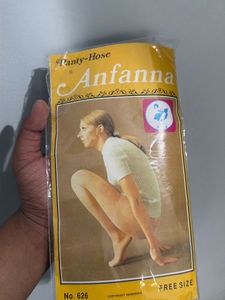 Panty-Hose
Anfanna
No. 626
FREE SIZE